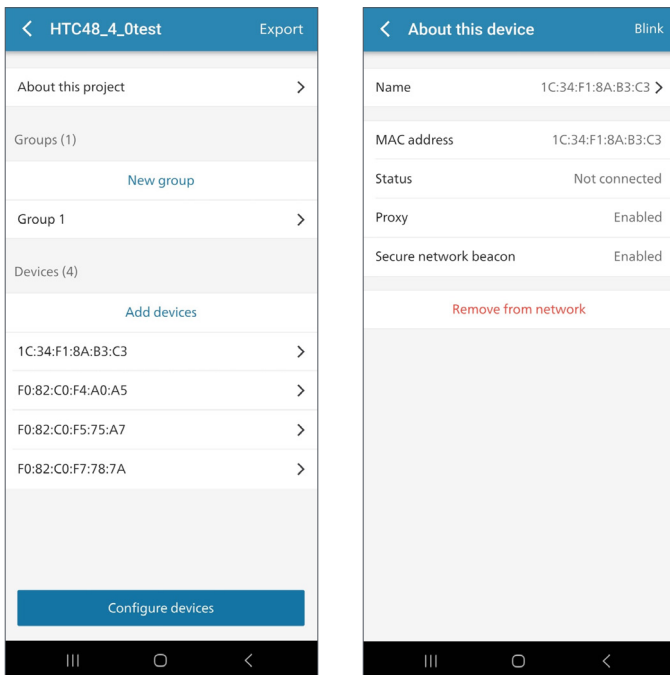 HTC48_4_0test Export
About this project
Groups (1)
New group
Group 1
Devices (4)
Add devices
1C:34:F1:8A:B3:C3
F0:82:C0:F4:A0:A5
F0:82:C0:F5:75:A7
F0:82:C0:F7:78:7A
Configure devices
About this device Blink
Name 1C:34:F1:8A:B3:C3
MAC address 1C:34:F1:8A:B3:C3
Status Not connected
Proxy Enabled
Secure network beacon Enabled
Remove from network